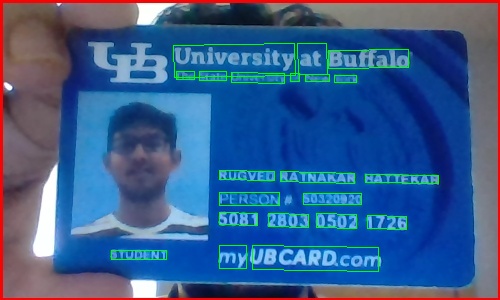 UB University at Buffalo
The State University of New York
RUGVED RATNAKAR HATTEKAR
PERSON # 50320920
5081 2803 0502 1726
STUDENT
myUBCARD.com